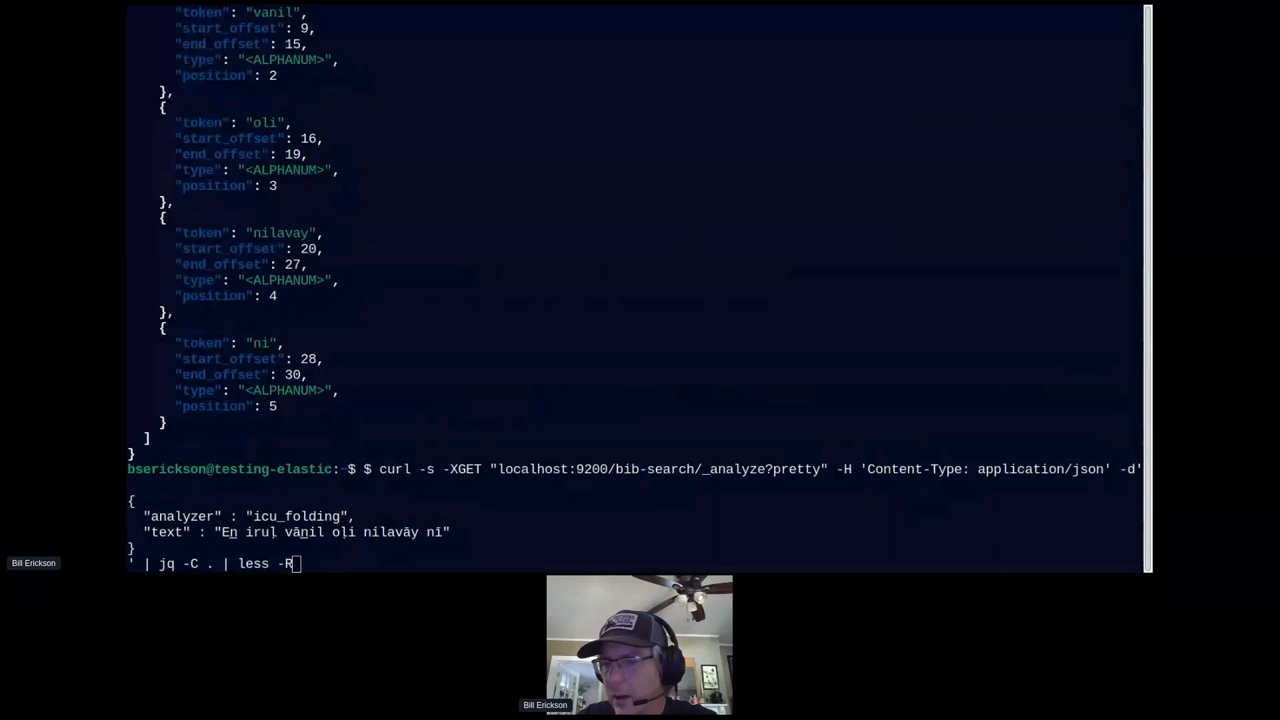 "token": "vanil",
"start_offset": 9,
"end_offset": 15,
"type": "<ALPHANUM>",
"position": 2
},
{
"token": "oli",
"start_offset": 16,
"end_offset": 19,
"type": "<ALPHANUM>",
"position": 3
},
{
"token": "nilavay",
"start_offset": 20,
"end_offset": 27,
"type": "<ALPHANUM>",
"position": 4
},
{
"token": "ni",
"start_offset": 28,
"end_offset": 30,
"type": "<ALPHANUM>",
"position": 5
}
]
}
bserickson@testing-elastic:~$ $ curl -s -XGET "localhost:9200/bib-search/_analyze?pretty" -H 'Content-Type: application/json' -d'
{
"analyzer" : "icu_folding",
"text" : "Eṉ iruḷ vāṉil oḷi nilavāy nī"
}
' | jq -C . | less -R
Bill Erickson
Bill Erickson